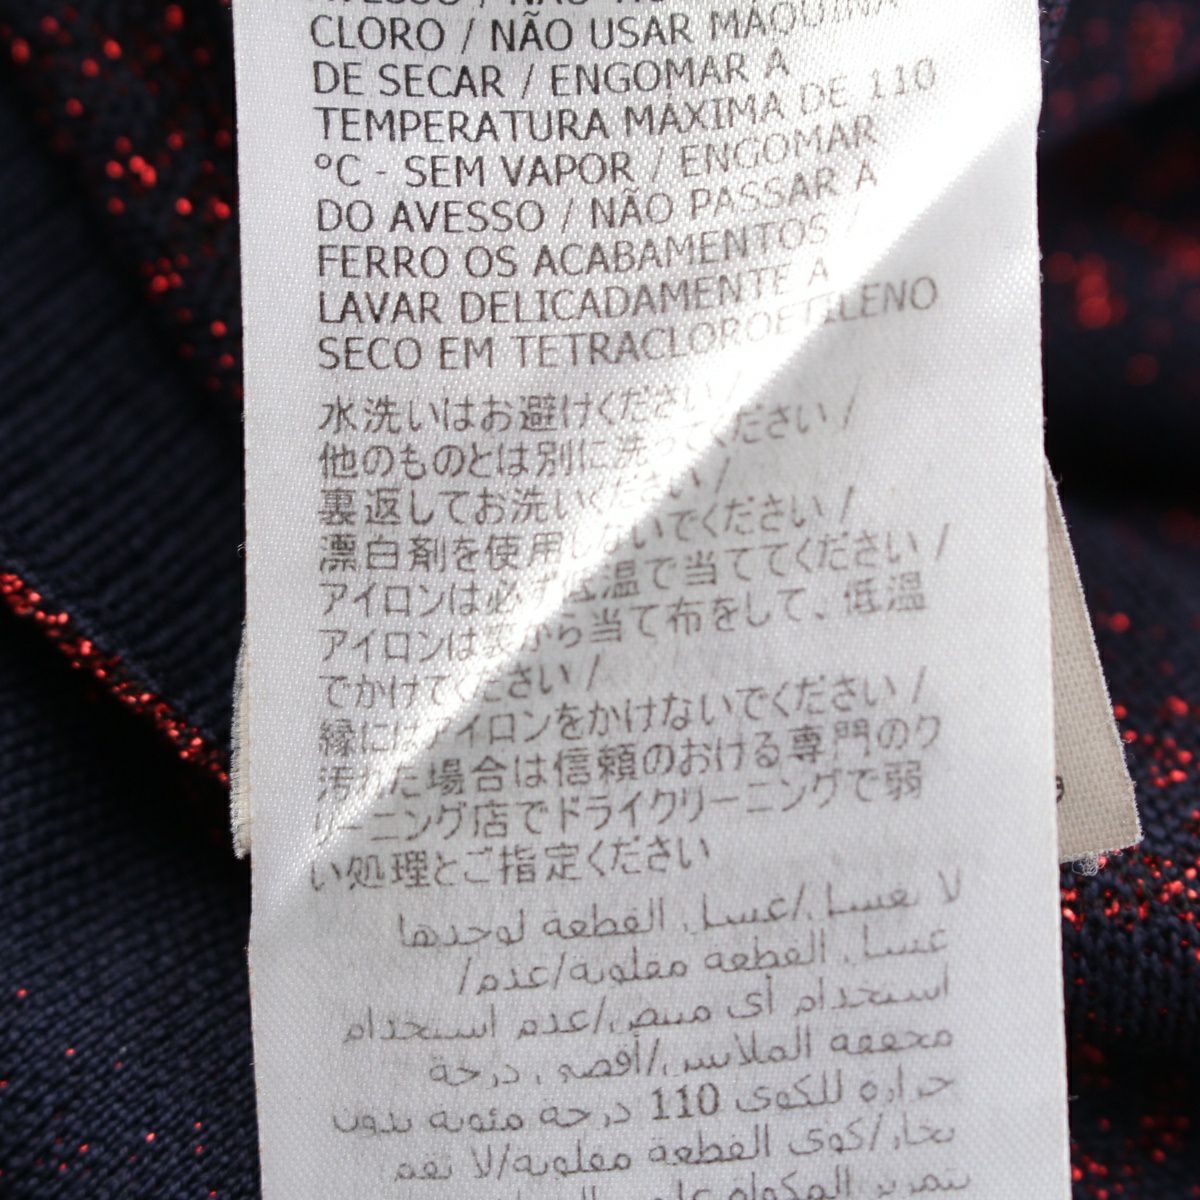 CLORO / NÃO USAR MÁQUINA
DE SECAR / ENGOMAR À
TEMPERATURA MÁXIMA DE 110
°C - SEM VAPOR / ENGOMAR
DO AVESSO / NÃO PASSAR A
FERRO OS ACABAMENTOS /
LAVAR DELICADAMENTE A
SECO EM TETRACLOROETILENO
水洗いはお避けください /
他のものとは別に洗ってください /
裏返してお洗いください /
漂白剤を使用しないでください /
アイロンは必ず低温で当ててください /
アイロンは裏から当て布をして、低温
でかけてください /
縁にはアイロンをかけないでください /
汚れた場合は信頼のおける専門のク
リーニング店でドライクリーニングで弱
い処理とご指定ください
لا يغسل/غسل القطعة لوحدها
غسل القطعة مقلوبة/عدم/
استخدام أي مبيض/عدم استخدام
مجففة الملابس/أقصى درجة
حرارة للكوي 110 درجة مئوية بدون
بخار/كوي القطعة مقلوبة/لا تقم